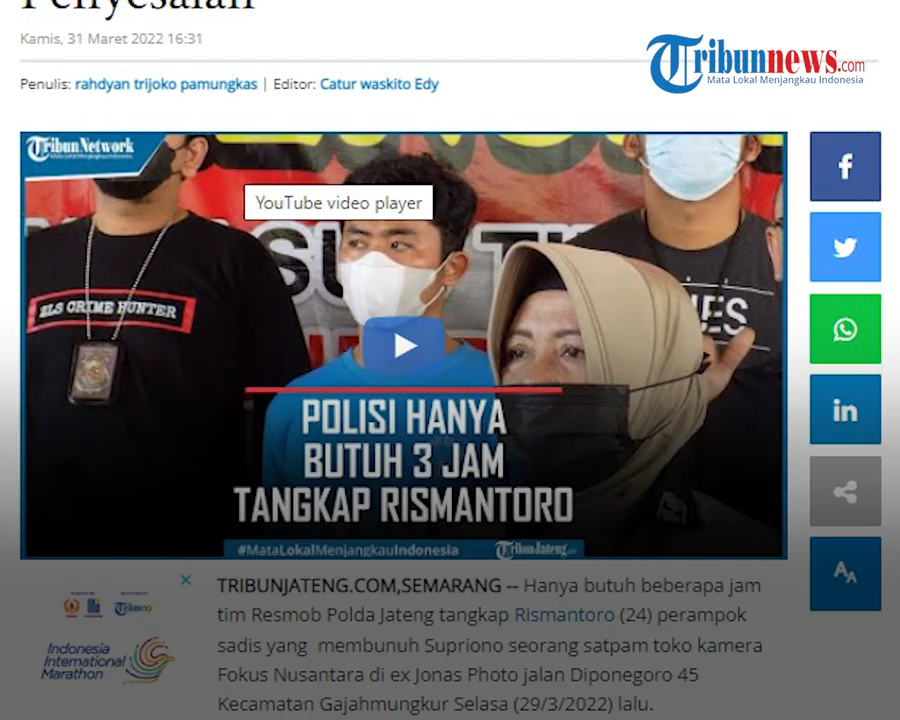 Penyesalan
Kamis, 31 Maret 2022 16:31
Tribunnews.com
Mata Lokal Menjangkau Indonesia
Penulis: rahdyan trijoko pamungkas | Editor: Catur waskito Edy
Tribun Network
YouTube video player
ELS CRIME HUNTER
POLISI HANYA
BUTUH 3 JAM
TANGKAP RISMANTORO
#MataLokalMenjangkauIndonesia
TribunJateng.com
TRIBUNJATENG.COM,SEMARANG -- Hanya butuh beberapa jam
tim Resmob Polda Jateng tangkap Rismantoro (24) perampok
sadis yang membunuh Supriono seorang satpam toko kamera
Fokus Nusantara di ex Jonas Photo jalan Diponegoro 45
Kecamatan Gajahmungkur Selasa (29/3/2022) lalu.
Indonesia
International
Marathon